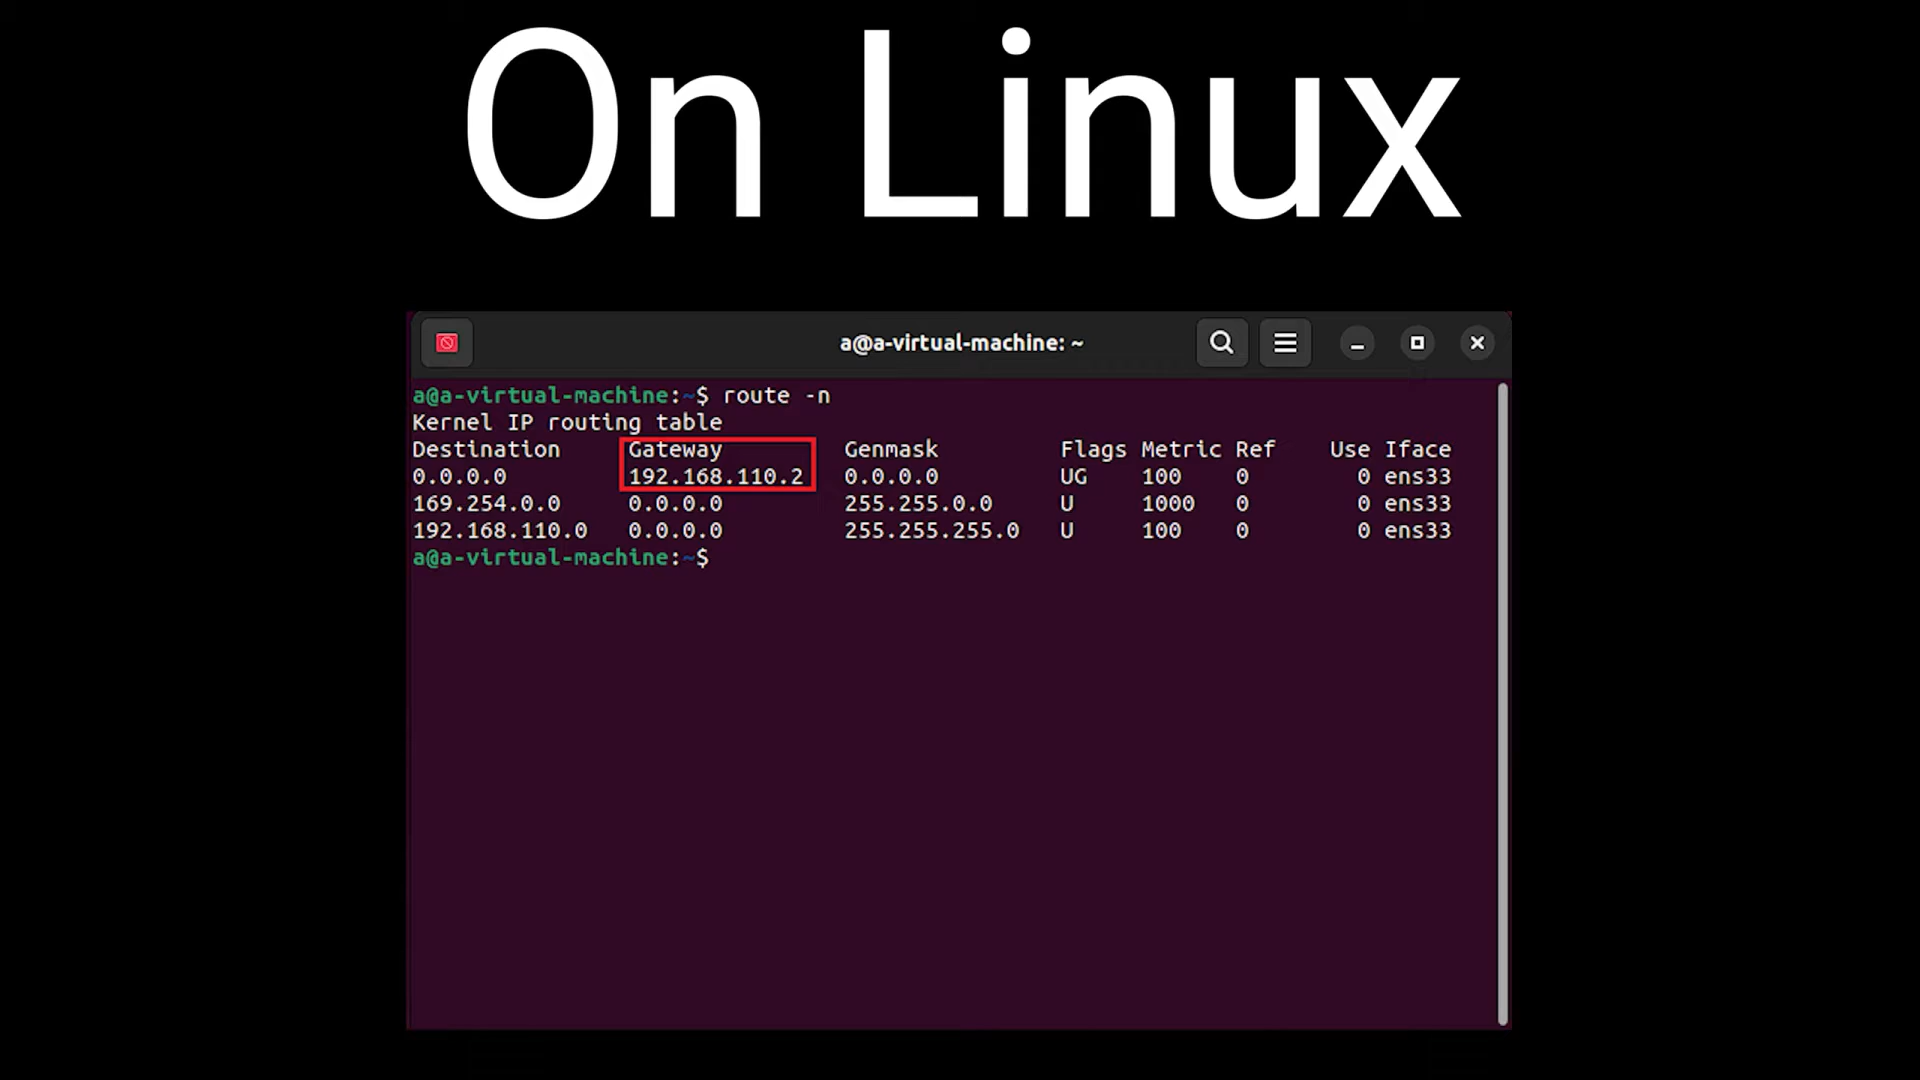 On Linux
a@a-virtual-machine: ~
a@a-virtual-machine:~$ route -n
Kernel IP routing table
Destination Gateway Genmask Flags Metric Ref Use Iface
0.0.0.0 192.168.110.2 0.0.0.0 UG 100 0 0 ens33
169.254.0.0 0.0.0.0 255.255.0.0 U 1000 0 0 ens33
192.168.110.0 0.0.0.0 255.255.255.0 U 100 0 0 ens33
a@a-virtual-machine:~$